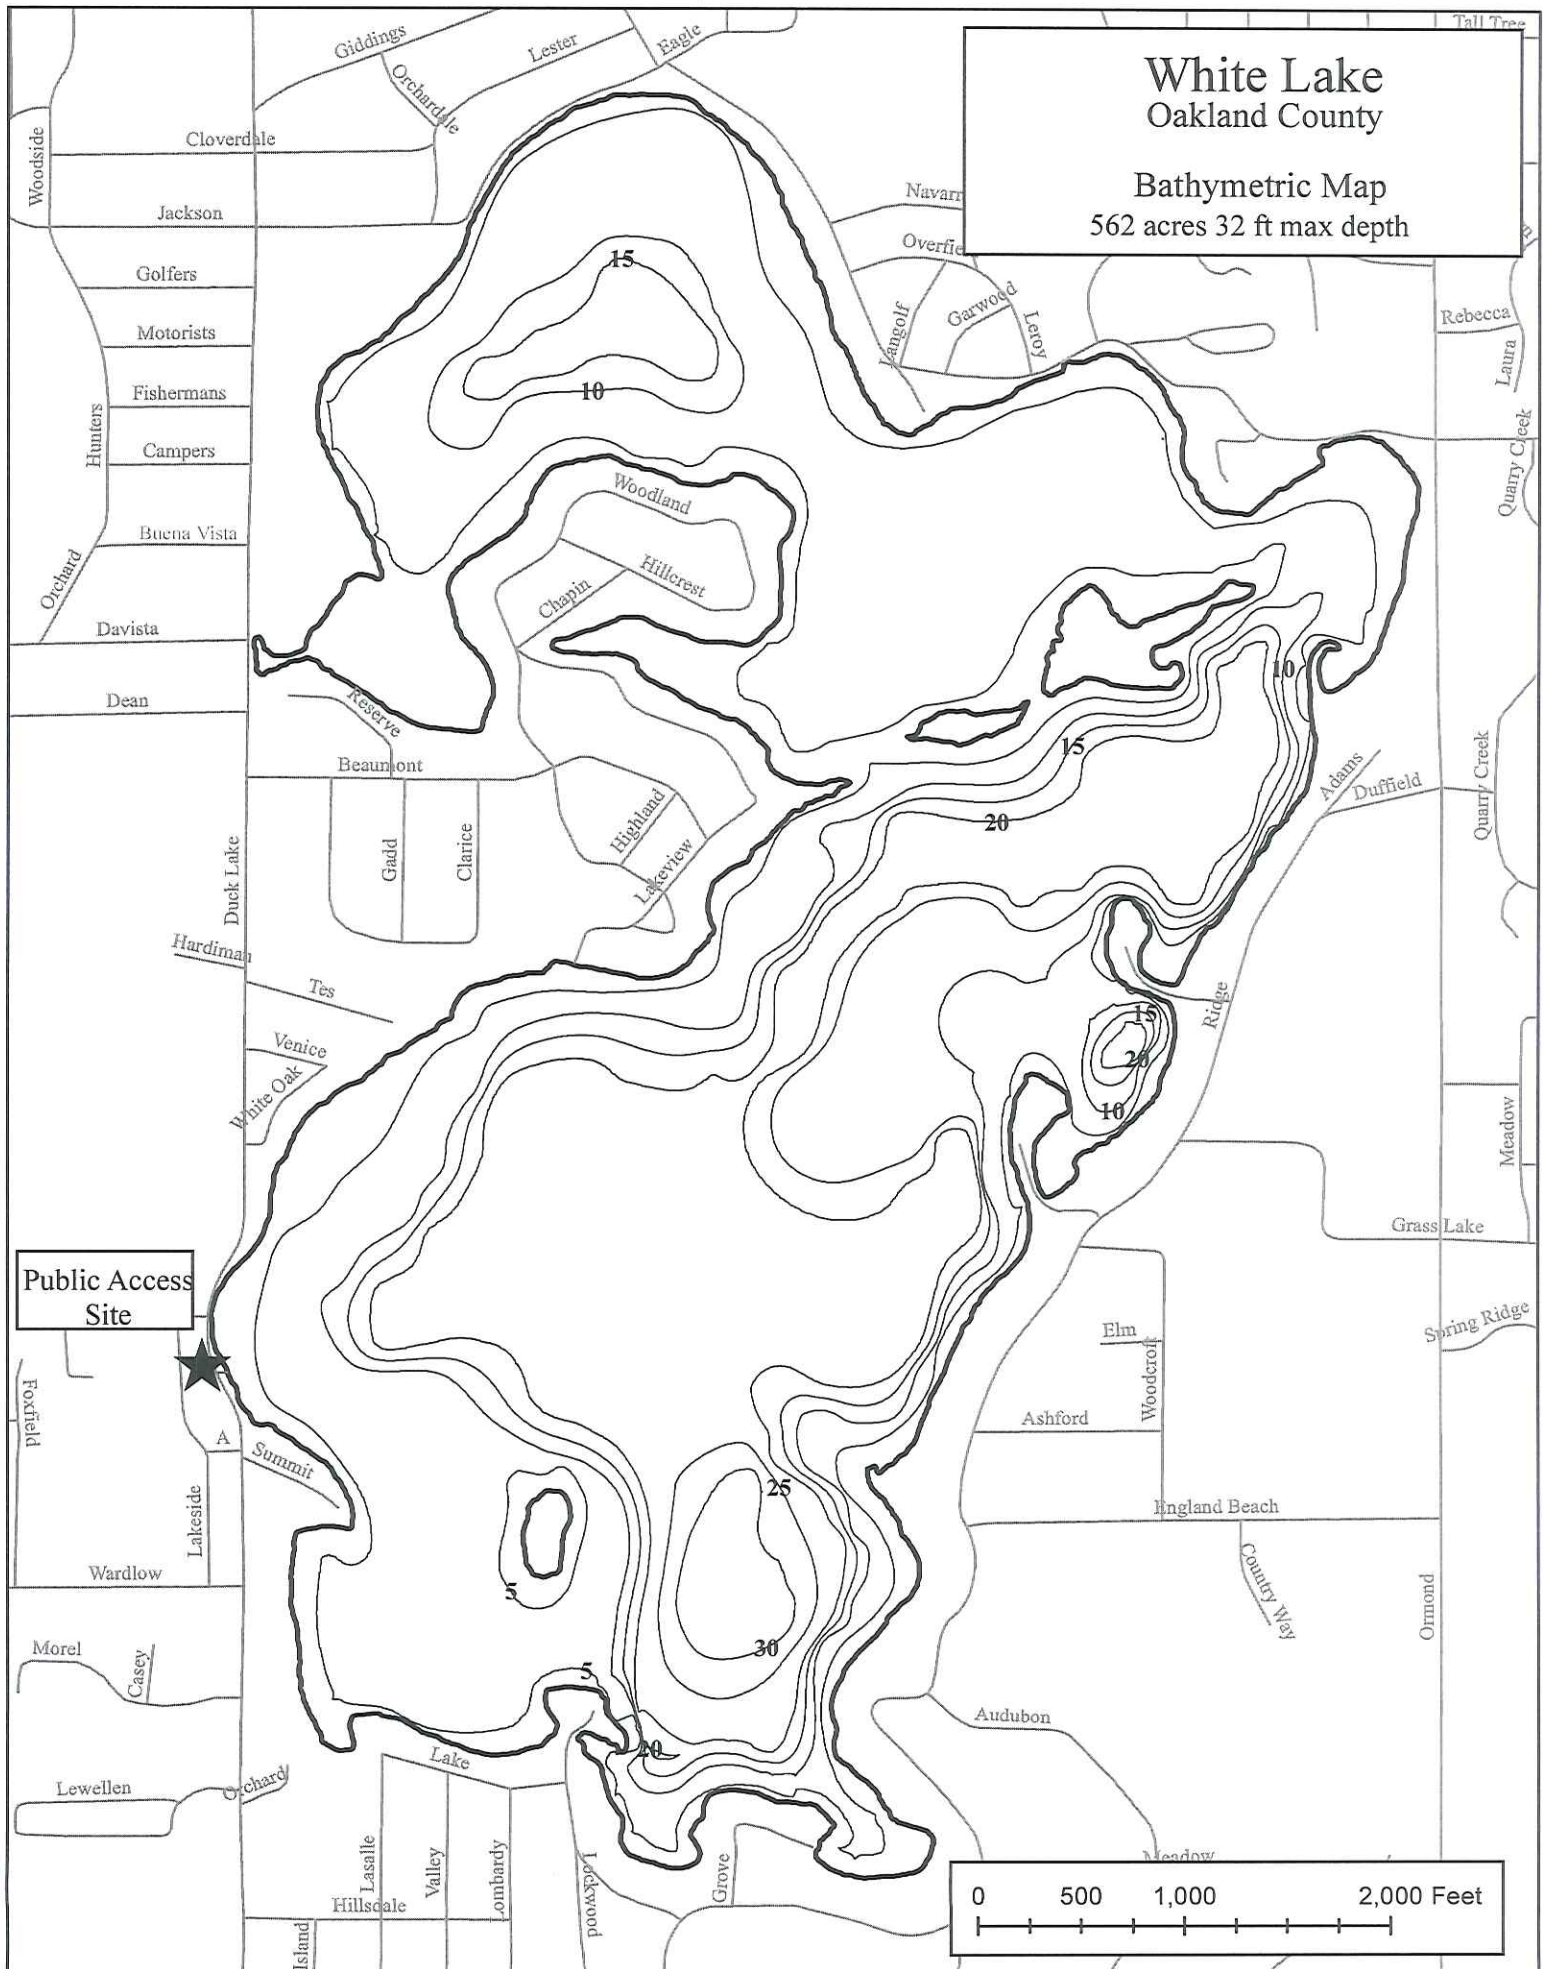 White Lake
Oakland County
Bathymetric Map
562 acres 32 ft max depth
Tall Tree
Giddings
Lester
Eagle
Orchardale
Woodside
Cloverdale
Jackson
Navarr
Overfie
Golfers
Langolf
Garwood
Leroy
Rebecca
Laura
Motorists
15
Fishermans
10
Hunters
Campers
Quarry Creek
Woodland
Buena Vista
Orchard
Hillcrest
Chapin
Davista
10
Dean
Reserve
15
Beaumont
Adams
Duffield
Quarry Creek
Highland
20
Duck Lake
Gadd
Clarice
Lakeview
Hardiman
Tes
Ridge
15
Venice
20
White Oak
10
Meadow
Grass Lake
Public Access
Site
Elm
Spring Ridge
Woodcroft
Foxfield
Ashford
A
Summit
25
Lakeside
England Beach
Wardlow
5
Country Way
Ormond
Morel
Casey
30
5
Audubon
20
Lake
Lewellen
Orchard
Lasalle
Valley
Lombardy
Lockwood
Grove
Meadow
Hillsdale
Island
0 500 1,000 2,000 Feet